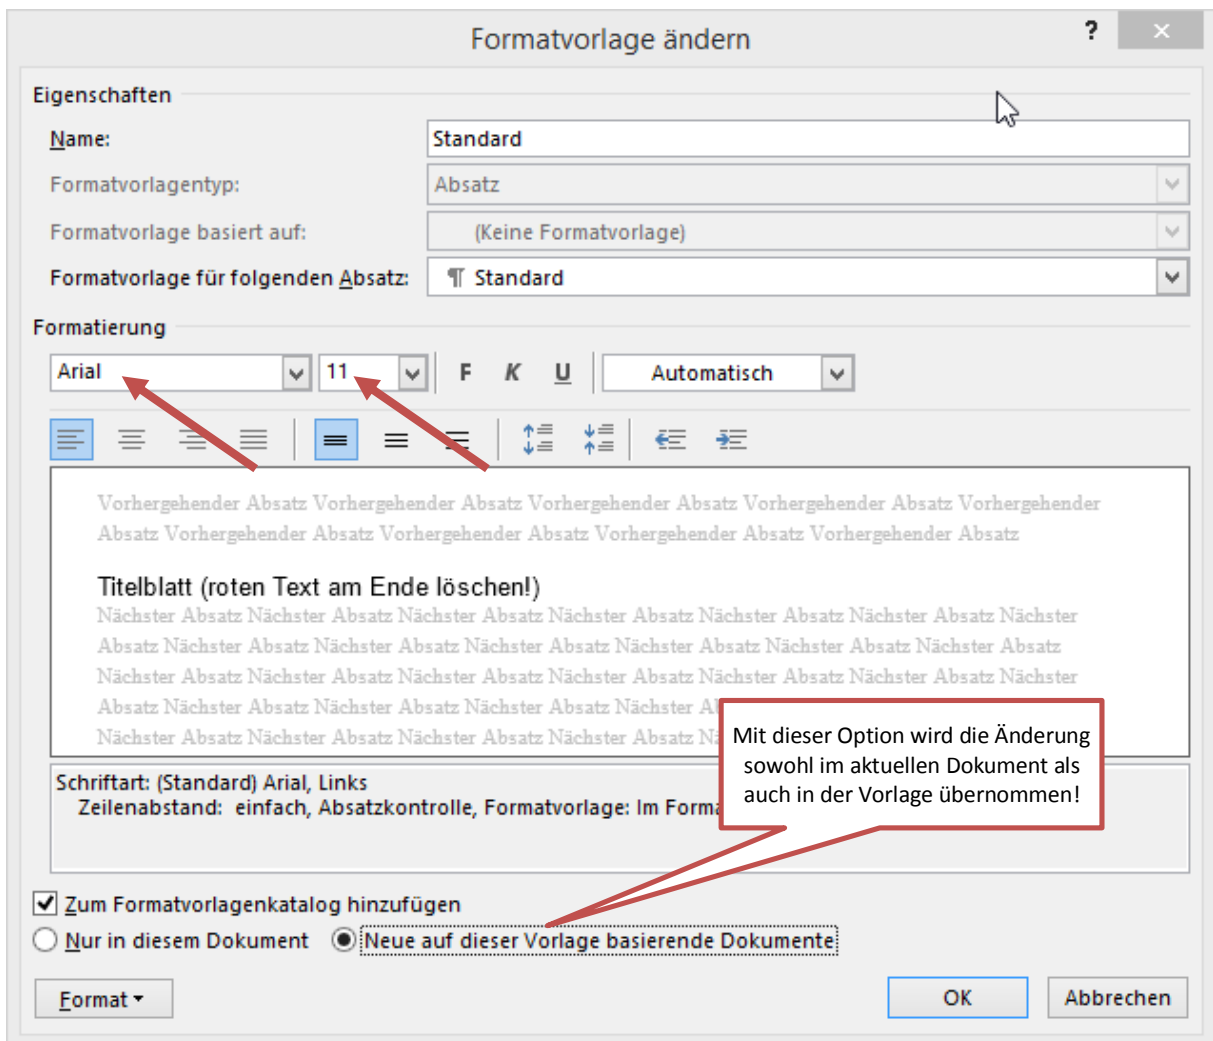 Formatvorlage ändern
?
Eigenschaften
Name: Standard
Formatvorlagentyp: Absatz
Formatvorlage basiert auf: (Keine Formatvorlage)
Formatvorlage für folgenden Absatz: ¶ Standard
Formatierung
Arial 11 F K U Automatisch
Vorhergehender Absatz Vorhergehender Absatz Vorhergehender Absatz Vorhergehender Absatz Vorhergehender
Absatz Vorhergehender Absatz Vorhergehender Absatz Vorhergehender Absatz Vorhergehender Absatz
Titelblatt (roten Text am Ende löschen!)
Nächster Absatz Nächster Absatz Nächster Absatz Nächster Absatz Nächster Absatz Nächster Absatz Nächster
Absatz Nächster Absatz Nächster Absatz Nächster Absatz Nächster Absatz Nächster Absatz Nächster Absatz
Nächster Absatz Nächster Absatz Nächster Absatz Nächster Absatz Nächster Absatz Nächster Absatz Nächster
Absatz Nächster Absatz Nächster Absatz Nächster Absatz Nächster
Nächster Absatz Nächster Absatz Nächster Absatz Nächster Absatz
Mit dieser Option wird die Änderung
sowohl im aktuellen Dokument als
auch in der Vorlage übernommen!
Schriftart: (Standard) Arial, Links
Zeilenabstand: einfach, Absatzkontrolle, Formatvorlage: Im
Zum Formatvorlagenkatalog hinzufügen
Nur in diesem Dokument Neue auf dieser Vorlage basierende Dokumente
Format OK Abbrechen